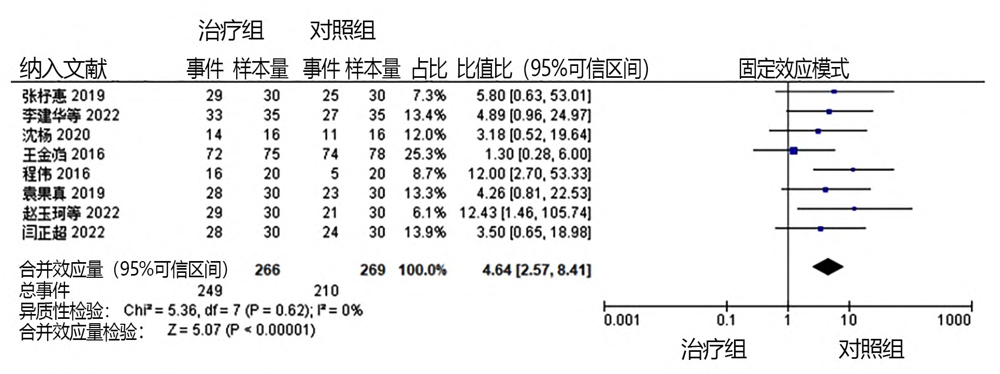 治疗组 对照组
纳入文献 事件 样本量 事件 样本量 占比 比值比（95%可信区间） 固定效应模式
张杍惠 2019 29 30 25 30 7.3% 5.80 [0.63, 53.01]
李建华等 2022 33 35 27 35 13.4% 4.89 [0.96, 24.97]
沈杨 2020 14 16 11 16 12.0% 3.18 [0.52, 19.64]
王金 2016 72 75 74 78 25.3% 1.30 [0.28, 6.00]
程伟 2016 16 20 5 20 8.7% 12.00 [2.70, 53.33]
袁果真 2019 28 30 23 30 13.3% 4.26 [0.81, 22.53]
赵玉珂等 2022 29 30 21 30 6.1% 12.43 [1.46, 105.74]
闫正超 2022 28 30 24 30 13.9% 3.50 [0.65, 18.98]
合并效应量（95%可信区间） 266 269 100.0% 4.64 [2.57, 8.41]
总事件 249 210
异质性检验： Chi² = 5.36, df = 7 (P = 0.62); I² = 0%
合并效应量检验： Z = 5.07 (P < 0.00001)
0.001 0.1 1 10 1000
治疗组 对照组